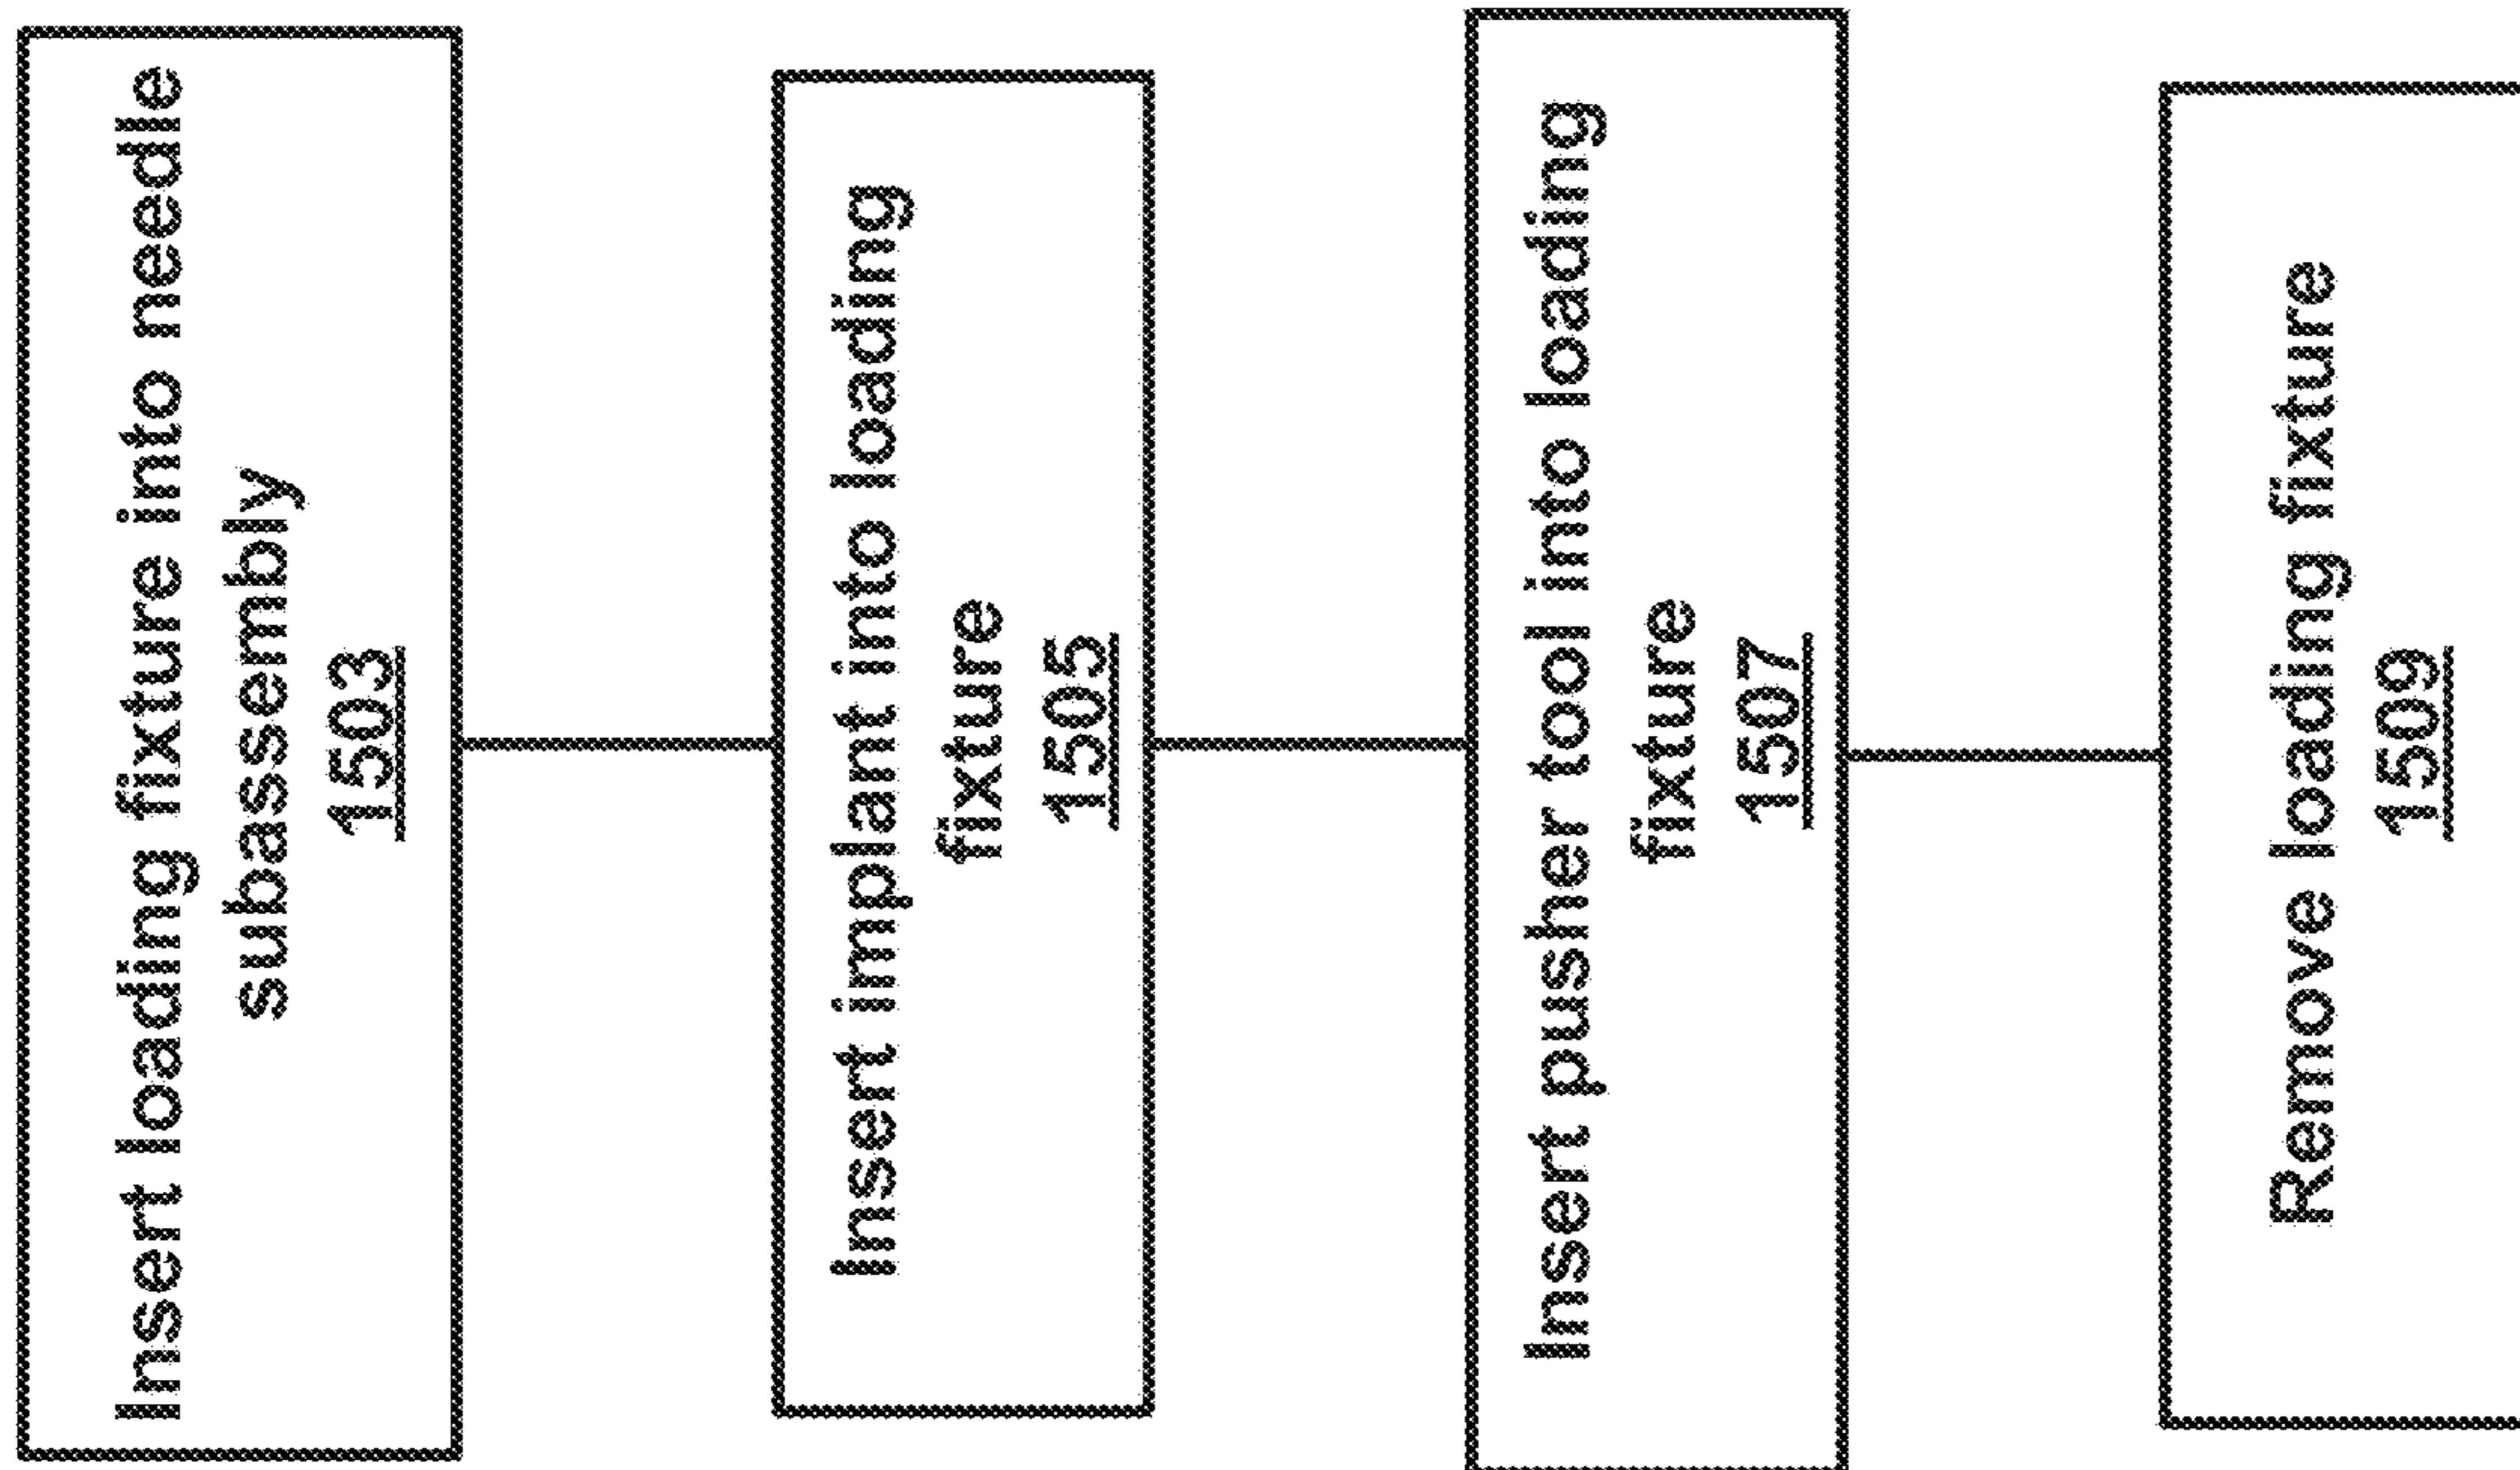 Insert loading fixture into needle
subassembly
1503
Insert implant into loading
fixture
1505
Insert pusher tool into loading
fixture
1507
Remove loading fixture
1509